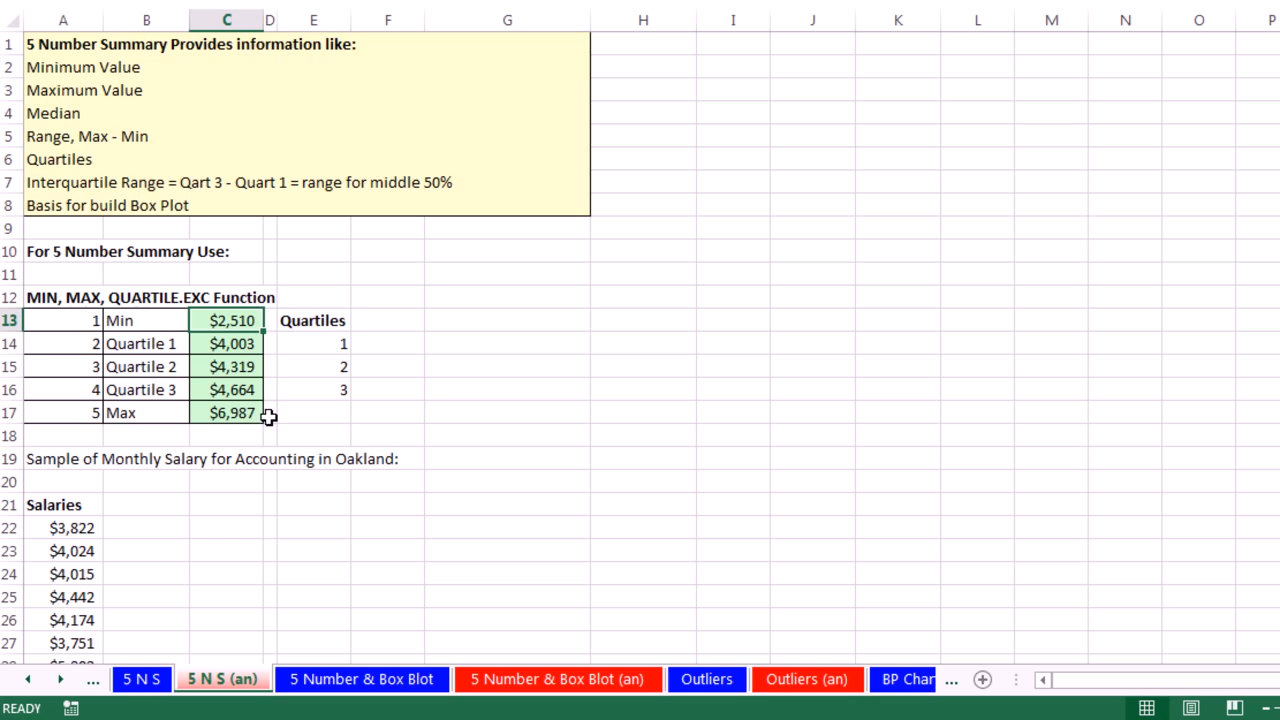 A B C D E F G H I J K L M N O P
1 5 Number Summary Provides information like:
2 Minimum Value
3 Maximum Value
4 Median
5 Range, Max - Min
6 Quartiles
7 Interquartile Range = Qart 3 - Quart 1 = range for middle 50%
8 Basis for build Box Plot
9
10 For 5 Number Summary Use:
11
12 MIN, MAX, QUARTILE.EXC Function
13 1 Min $2,510 Quartiles
14 2 Quartile 1 $4,003 1
15 3 Quartile 2 $4,319 2
16 4 Quartile 3 $4,664 3
17 5 Max $6,987
18
19 Sample of Monthly Salary for Accounting in Oakland:
20
21 Salaries
22 $3,822
23 $4,024
24 $4,015
25 $4,442
26 $4,174
27 $3,751
... 5 N S 5 N S (an) 5 Number & Box Blot 5 Number & Box Blot (an) Outliers Outliers (an) BP Char ...
READY